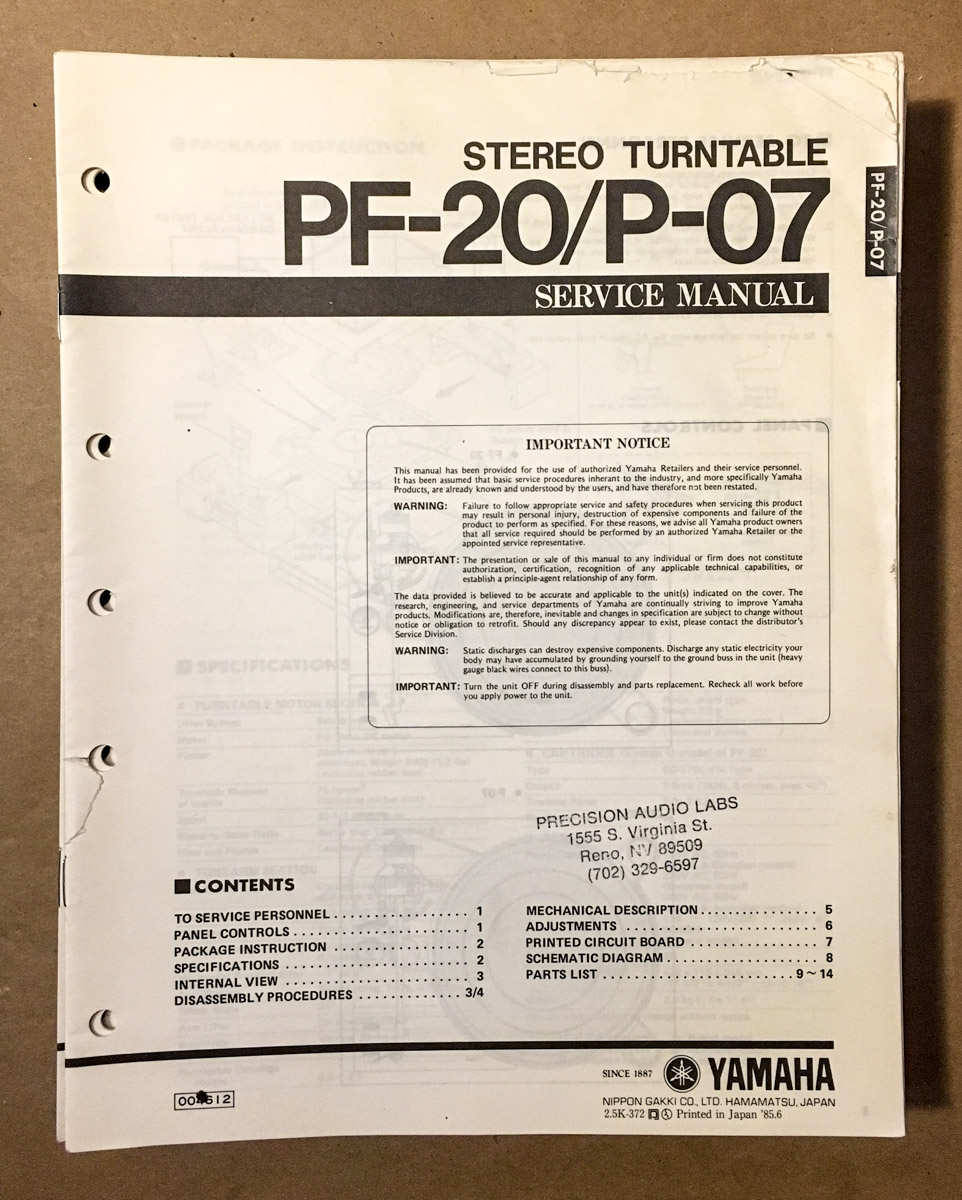 STEREO TURNTABLE
PF-20/P-07
PF-20/P-07
SERVICE MANUAL
IMPORTANT NOTICE
This manual has been provided for the use of authorized Yamaha Retailers and their service personnel.
It has been assumed that basic service procedures inherant to the industry, and more specifically Yamaha
Products, are already known and understood by the users, and have therefore not been restated.
WARNING: Failure to follow appropriate service and safety procedures when servicing this product
may result in personal injury, destruction of expensive components and failure of the
product to perform as specified. For these reasons, we advise all Yamaha product owners
that all service required should be performed by an authorized Yamaha Retailer or the
appointed service representative.
IMPORTANT: The presentation or sale of this manual to any individual or firm does not constitute
authorization, certification, recognition of any applicable technical capabilities, or
establish a principle-agent relationship of any form.
The data provided is believed to be accurate and applicable to the unit(s) indicated on the cover. The
research, engineering, and service departments of Yamaha are continually striving to improve Yamaha
products. Modifications are, therefore, inevitable and changes in specification are subject to change without
notice or obligation to retrofit. Should any discrepancy appear to exist, please contact the distributor's
Service Division.
WARNING: Static discharges can destroy expensive components. Discharge any static electricity your
body may have accumulated by grounding yourself to the ground buss in the unit (heavy
gauge black wires connect to this buss).
IMPORTANT: Turn the unit OFF during disassembly and parts replacement. Recheck all work before
you apply power to the unit.
PRECISION AUDIO LABS
1555 S. Virginia St.
Reno, NV 89509
(702) 329-6597
CONTENTS
TO SERVICE PERSONNEL . . . . . . . . . . . . . . . . 1
PANEL CONTROLS . . . . . . . . . . . . . . . . . . . . 1
PACKAGE INSTRUCTION . . . . . . . . . . . . . . . . 2
SPECIFICATIONS . . . . . . . . . . . . . . . . . . . . . 2
INTERNAL VIEW . . . . . . . . . . . . . . . . . . . . . 3
DISASSEMBLY PROCEDURES . . . . . . . . . . . . 3/4
MECHANICAL DESCRIPTION . . . . . . . . . . . . . 5
ADJUSTMENTS . . . . . . . . . . . . . . . . . . . . . . 6
PRINTED CIRCUIT BOARD . . . . . . . . . . . . . . 7
SCHEMATIC DIAGRAM . . . . . . . . . . . . . . . . . 8
PARTS LIST . . . . . . . . . . . . . . . . . . . . . . 9 ~ 14
SINCE 1887 YAMAHA
NIPPON GAKKI CO., LTD. HAMAMATSU, JAPAN
2.5K-372 Printed in Japan '85.6